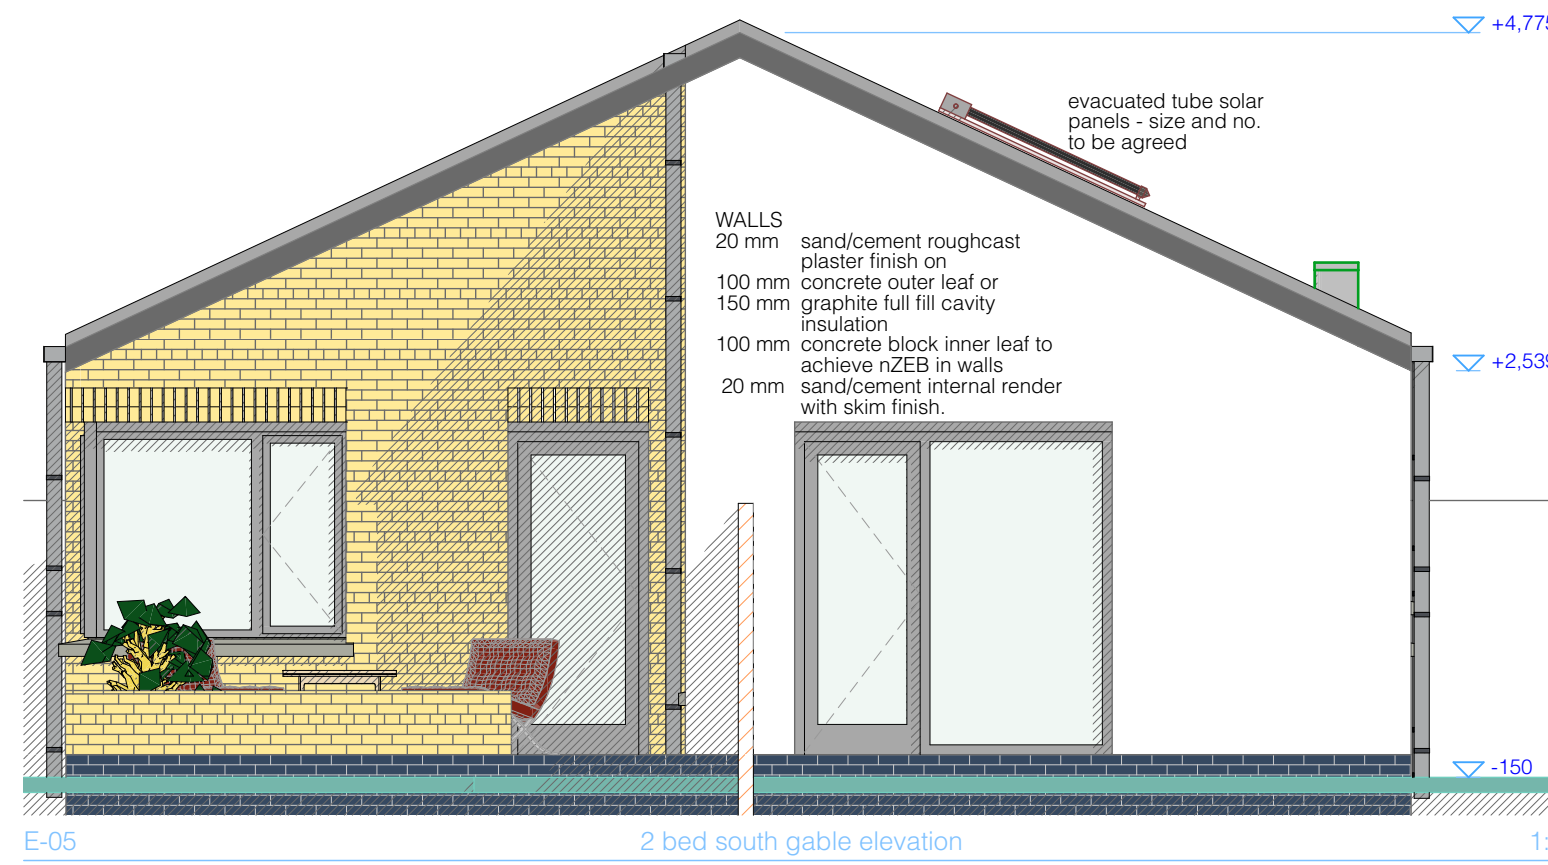 +4,775
evacuated tube solar
panels - size and no.
to be agreed
WALLS
20 mm sand/cement roughcast
plaster finish on
100 mm concrete outer leaf or
150 mm graphite full fill cavity
insulation
100 mm concrete block inner leaf to
achieve nZEB in walls
20 mm sand/cement internal render
with skim finish.
+2,539
-150
E-05 2 bed south gable elevation 1: